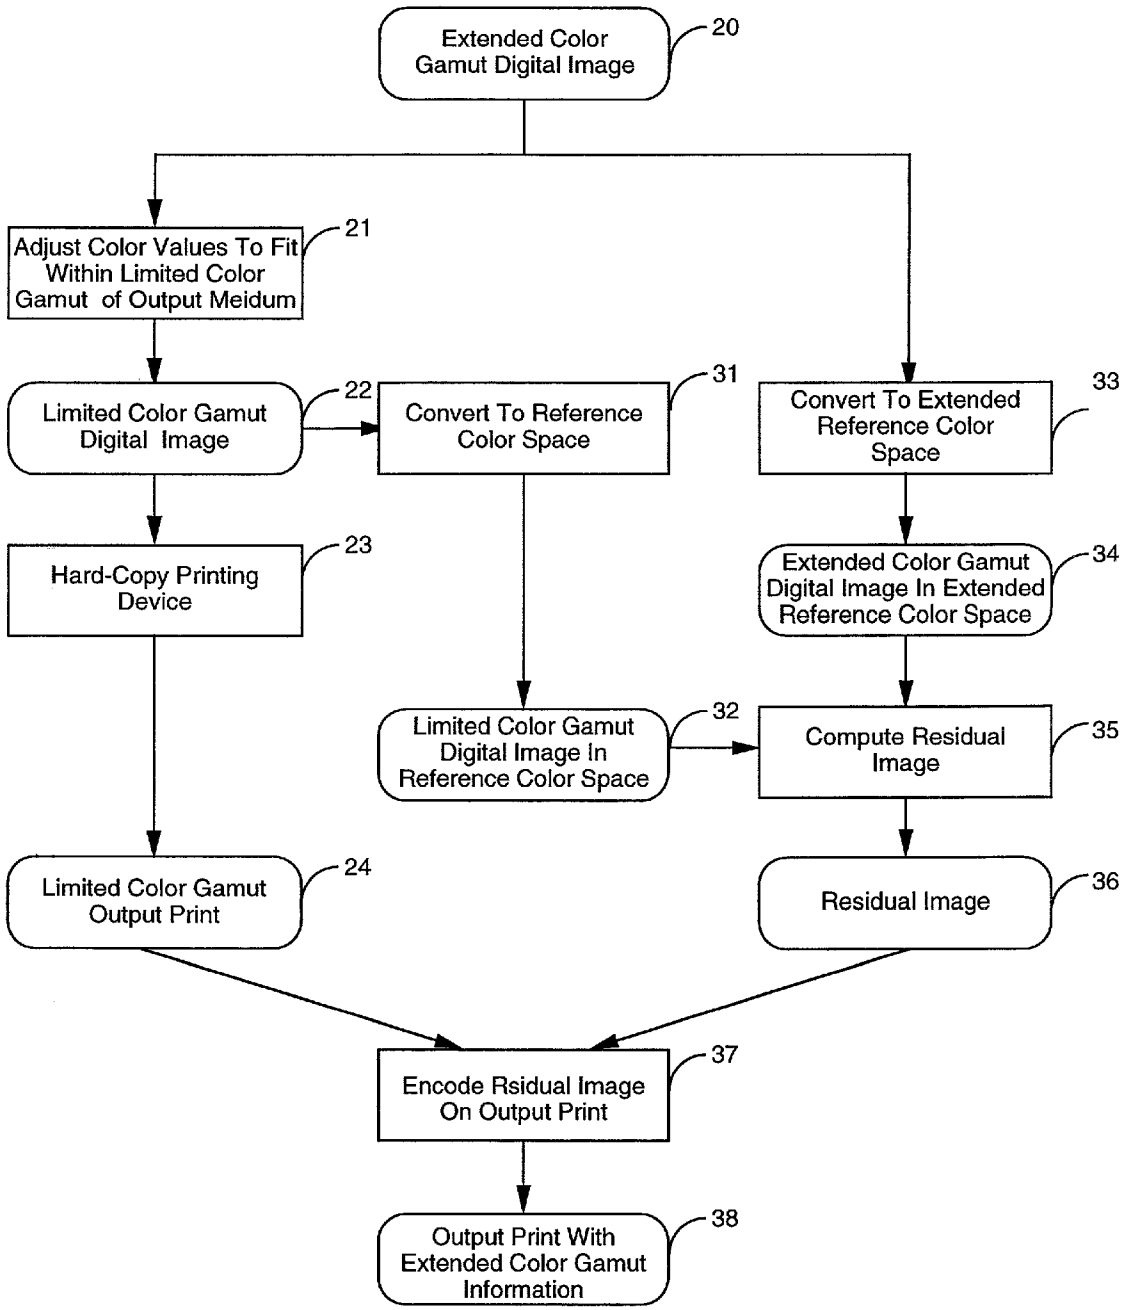 Extended Color
Gamut Digital Image
20
Adjust Color Values To Fit
Within Limited Color
Gamut of Output Meidum
21
Limited Color Gamut
Digital Image
22
Convert To Reference
Color Space
31
Convert To Extended
Reference Color
Space
33
Hard-Copy Printing
Device
23
Extended Color Gamut
Digital Image In Extended
Reference Color Space
34
Limited Color Gamut
Digital Image In
Reference Color Space
32
Compute Residual
Image
35
Limited Color Gamut
Output Print
24
Residual Image
36
Encode Rsidual Image
On Output Print
37
Output Print With
Extended Color Gamut
Information
38